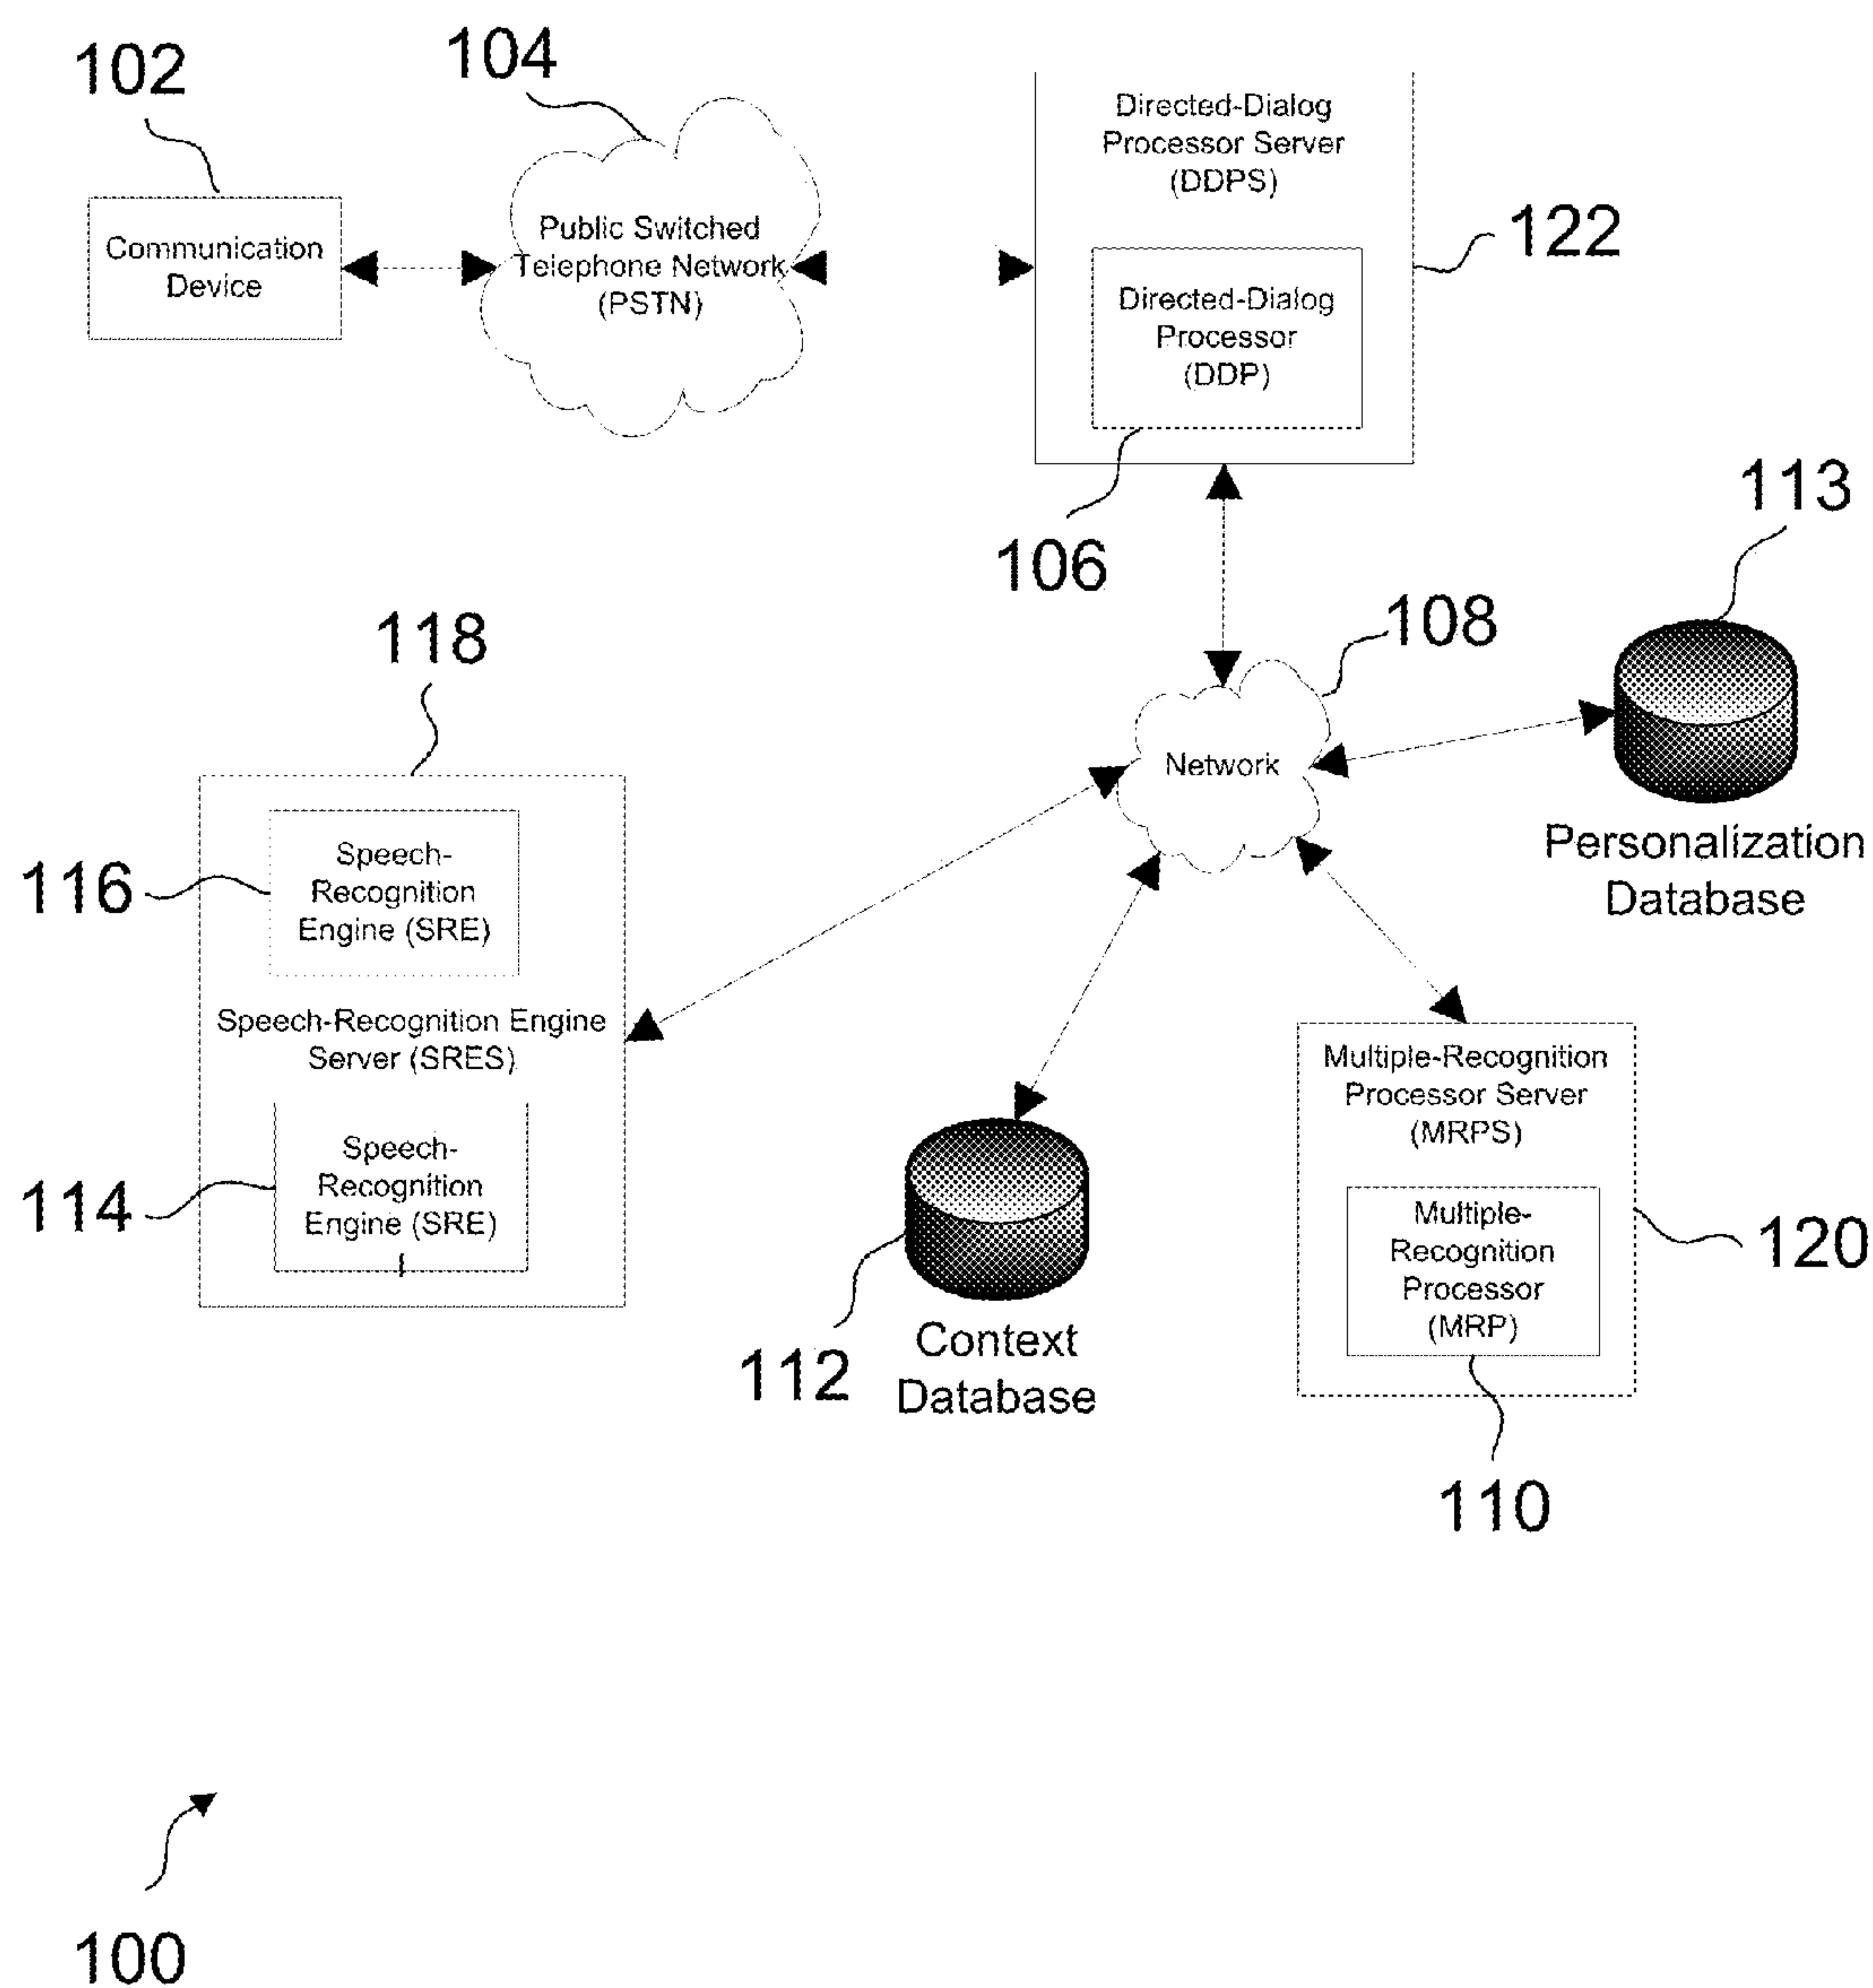 102
104
Communication
Device
Public Switched
Telephone Network
(PSTN)
Directed-Dialog
Processor Server
(DDPS)
122
Directed-Dialog
Processor
(DDP)
106
113
108
118
Network
Personalization
Database
116
Speech-
Recognition
Engine (SRE)
Speech-Recognition Engine
Server (SRES)
114
Speech-
Recognition
Engine (SRE)
112
Context
Database
Multiple-Recognition
Processor Server
(MRPS)
120
Multiple-
Recognition
Processor
(MRP)
110
100